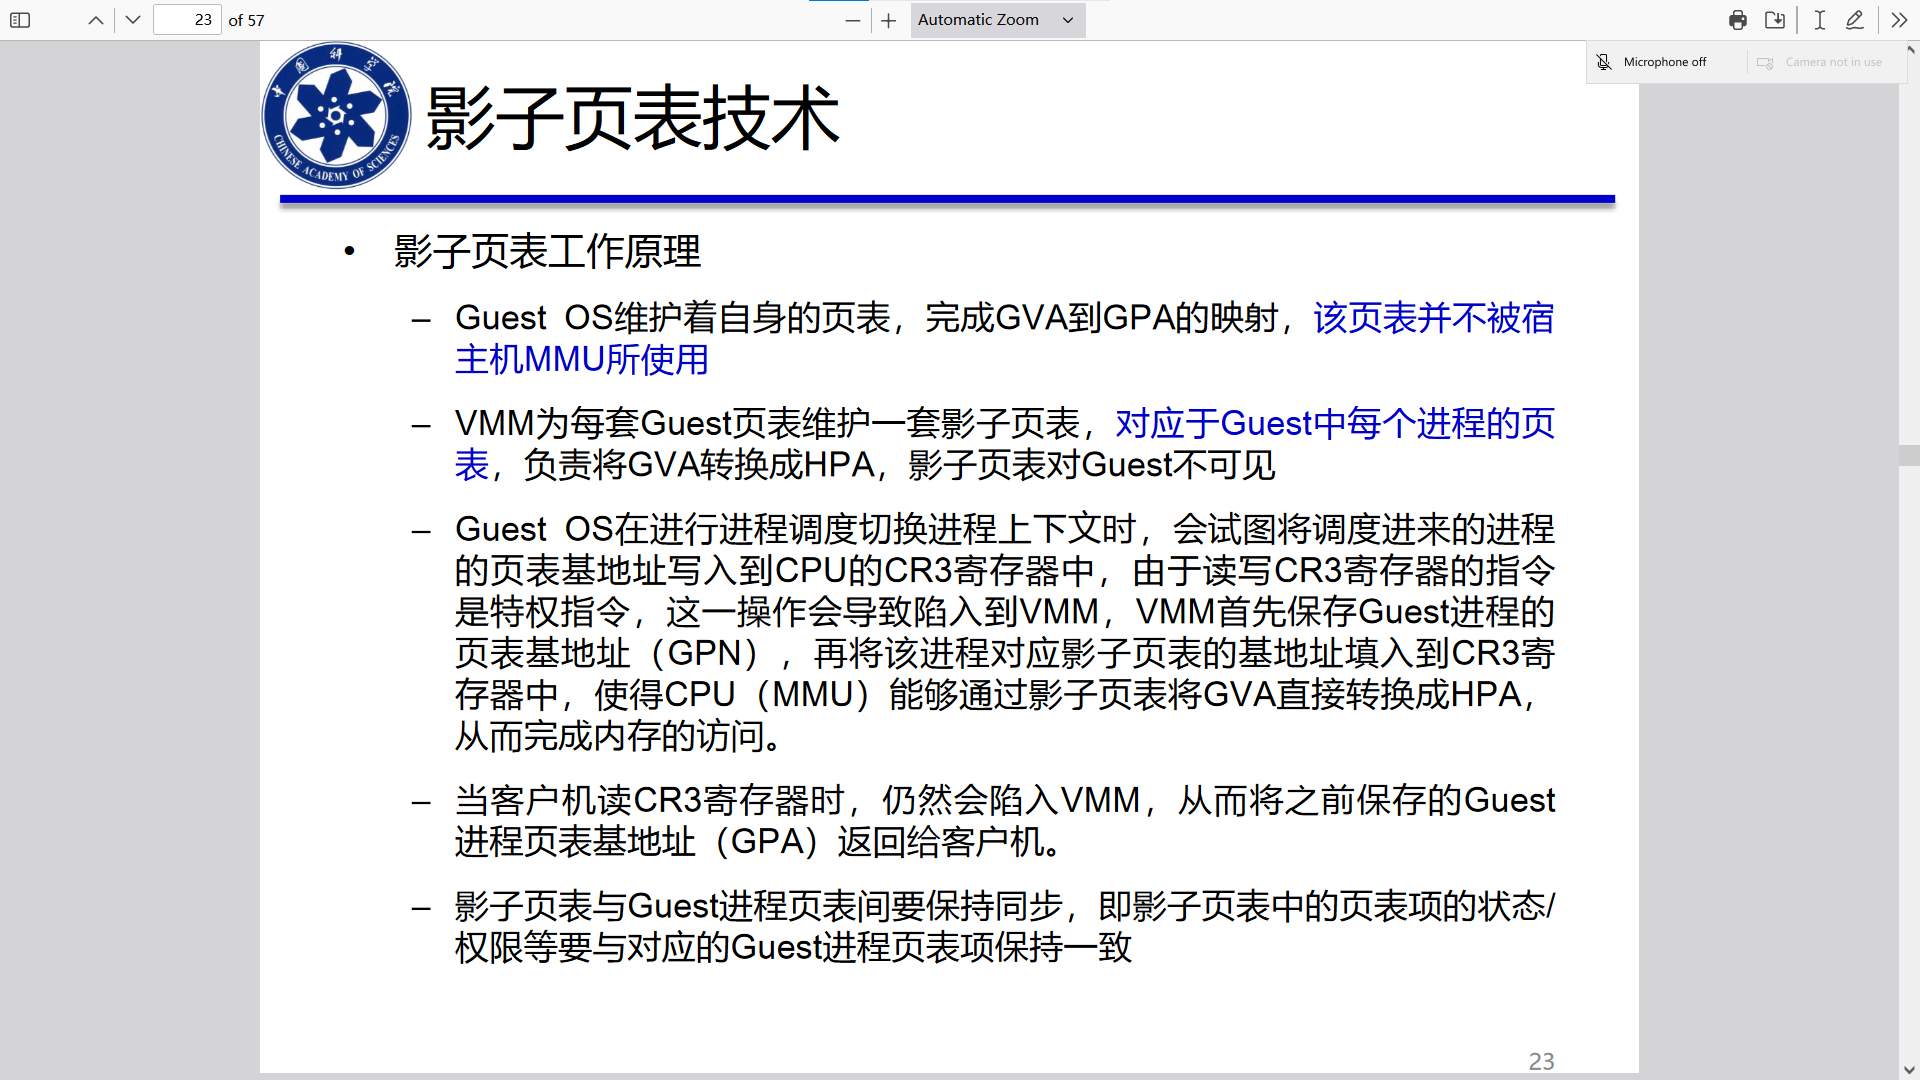 23 of 57
Automatic Zoom
Microphone off
Camera not in use
中国科学院
CHINESE ACADEMY OF SCIENCES
影子页表技术
• 影子页表工作原理
– Guest OS维护着自身的页表，完成GVA到GPA的映射，该页表并不被宿
主机MMU所使用
– VMM为每套Guest页表维护一套影子页表，对应于Guest中每个进程的页
表，负责将GVA转换成HPA，影子页表对Guest不可见
– Guest OS在进行进程调度切换进程上下文时，会试图将调度进来的进程
的页表基地址写入到CPU的CR3寄存器中，由于读写CR3寄存器的指令
是特权指令，这一操作会导致陷入到VMM，VMM首先保存Guest进程的
页表基地址（GPN），再将该进程对应影子页表的基地址填入到CR3寄
存器中，使得CPU（MMU）能够通过影子页表将GVA直接转换成HPA，
从而完成内存的访问。
– 当客户机读CR3寄存器时，仍然会陷入VMM，从而将之前保存的Guest
进程页表基地址（GPA）返回给客户机。
– 影子页表与Guest进程页表间要保持同步，即影子页表中的页表项的状态/
权限等要与对应的Guest进程页表项保持一致
23